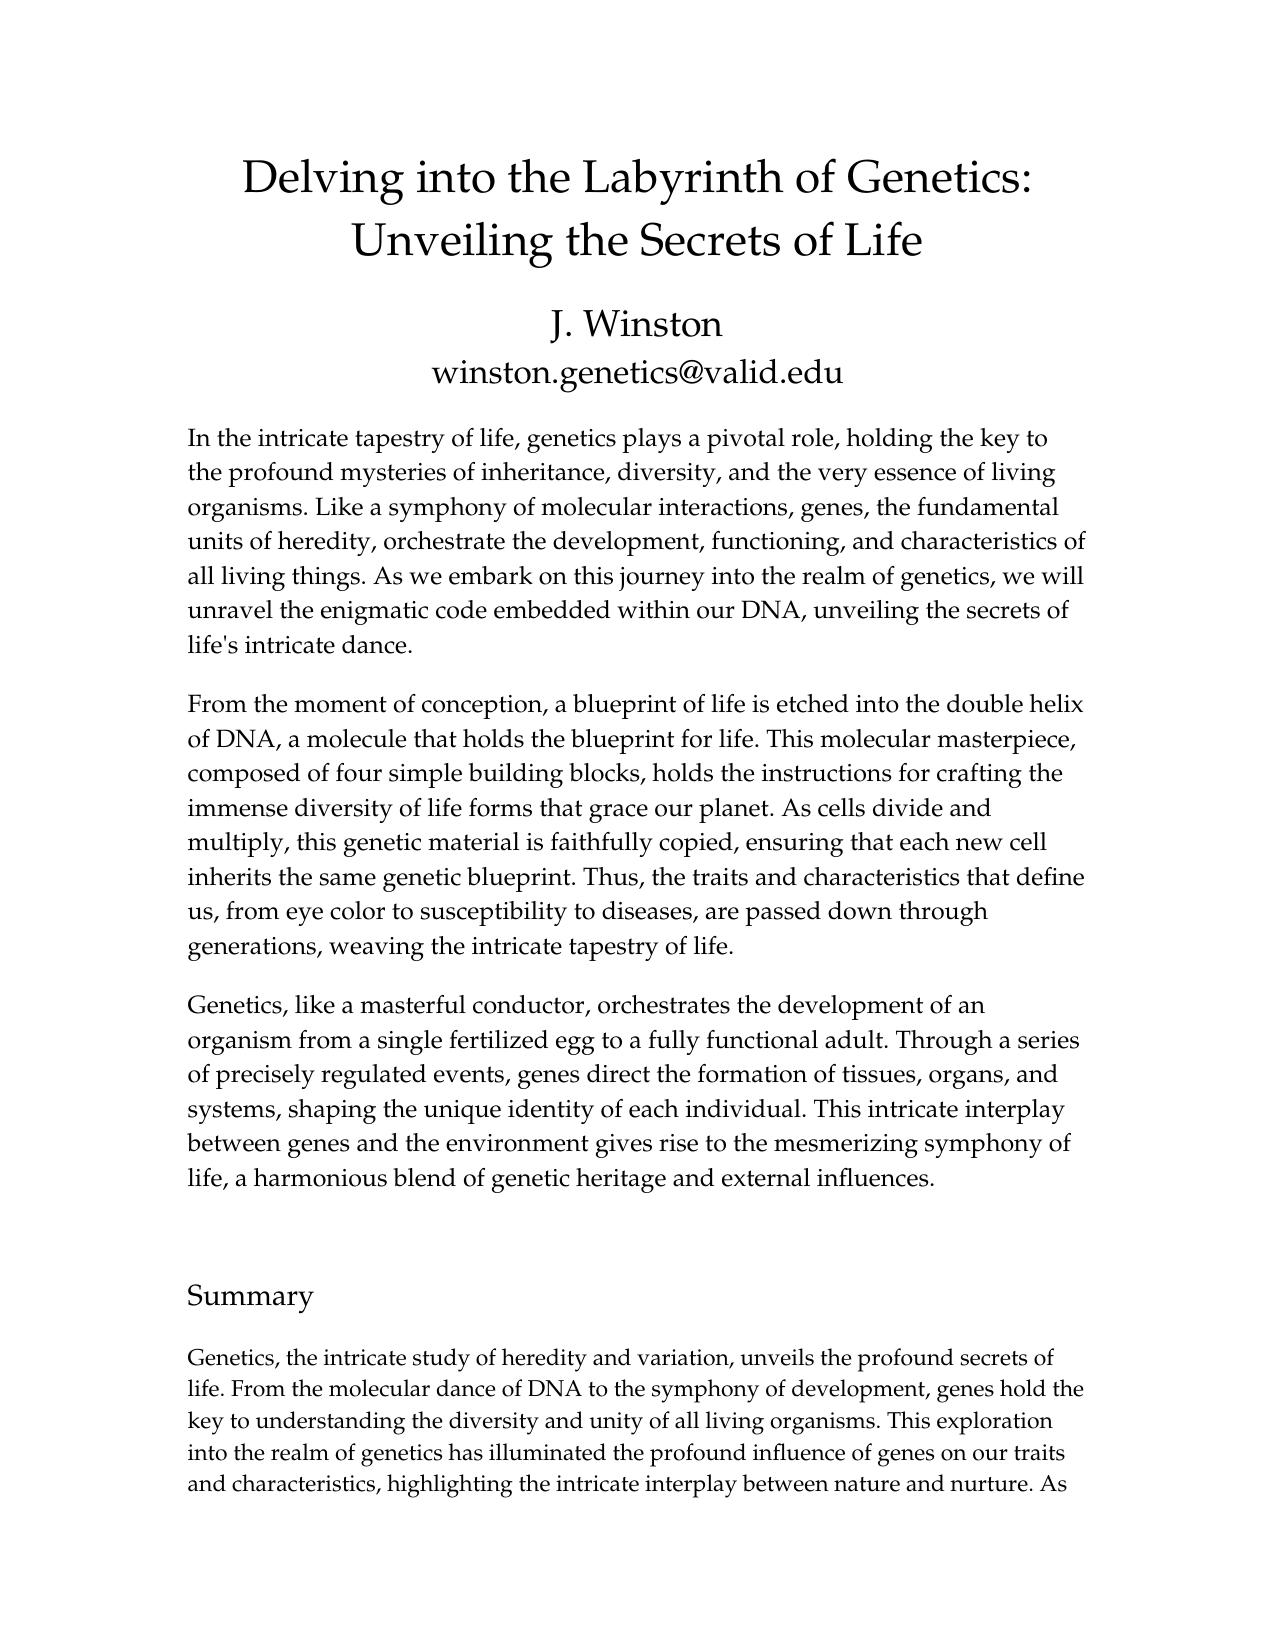 Delving into the Labyrinth of Genetics:
Unveiling the Secrets of Life
J. Winston
winston.genetics@valid.edu
In the intricate tapestry of life, genetics plays a pivotal role, holding the key to
the profound mysteries of inheritance, diversity, and the very essence of living
organisms. Like a symphony of molecular interactions, genes, the fundamental
units of heredity, orchestrate the development, functioning, and characteristics of
all living things. As we embark on this journey into the realm of genetics, we will
unravel the enigmatic code embedded within our DNA, unveiling the secrets of
life's intricate dance.
From the moment of conception, a blueprint of life is etched into the double helix
of DNA, a molecule that holds the blueprint for life. This molecular masterpiece,
composed of four simple building blocks, holds the instructions for crafting the
immense diversity of life forms that grace our planet. As cells divide and
multiply, this genetic material is faithfully copied, ensuring that each new cell
inherits the same genetic blueprint. Thus, the traits and characteristics that define
us, from eye color to susceptibility to diseases, are passed down through
generations, weaving the intricate tapestry of life.
Genetics, like a masterful conductor, orchestrates the development of an
organism from a single fertilized egg to a fully functional adult. Through a series
of precisely regulated events, genes direct the formation of tissues, organs, and
systems, shaping the unique identity of each individual. This intricate interplay
between genes and the environment gives rise to the mesmerizing symphony of
life, a harmonious blend of genetic heritage and external influences.
Summary
Genetics, the intricate study of heredity and variation, unveils the profound secrets of
life. From the molecular dance of DNA to the symphony of development, genes hold the
key to understanding the diversity and unity of all living organisms. This exploration
into the realm of genetics has illuminated the profound influence of genes on our traits
and characteristics, highlighting the intricate interplay between nature and nurture. As